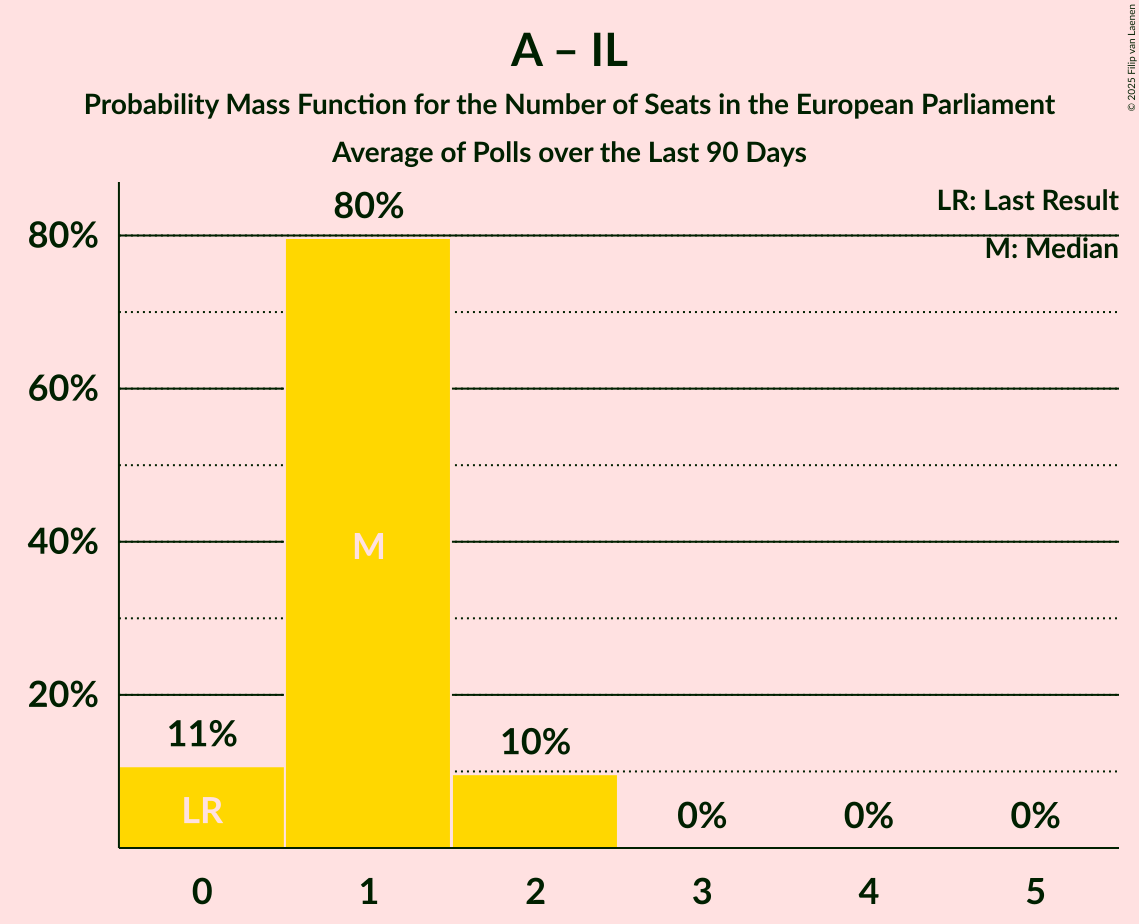 A – IL
Probability Mass Function for the Number of Seats in the European Parliament
Average of Polls over the Last 90 Days
© 2025 Filip van Laenen
LR: Last Result
M: Median
80%
60%
40%
20%
11%
80%
10%
0%
0%
0%
LR
M
0 1 2 3 4 5